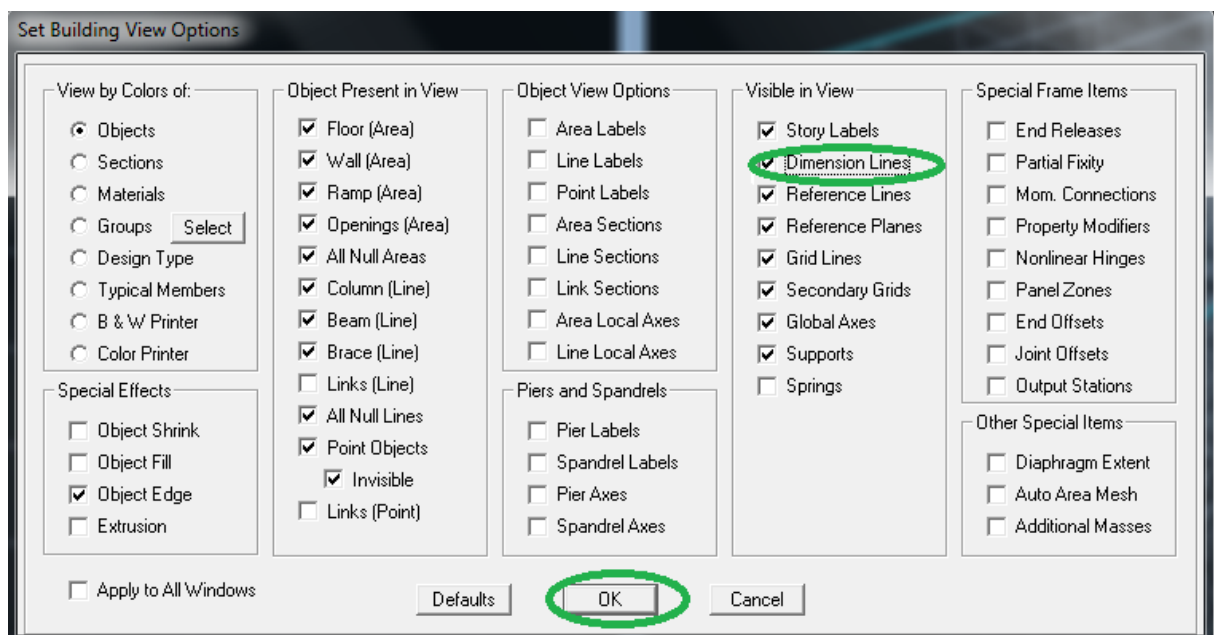 Set Building View Options
View by Colors of:
Objects
Sections
Materials
Groups Select
Design Type
Typical Members
B & W Printer
Color Printer
Special Effects
Object Shrink
Object Fill
Object Edge
Extrusion
Apply to All Windows
Object Present in View
Floor (Area)
Wall (Area)
Ramp (Area)
Openings (Area)
All Null Areas
Column (Line)
Beam (Line)
Brace (Line)
Links (Line)
All Null Lines
Point Objects
Invisible
Links (Point)
Object View Options
Area Labels
Line Labels
Point Labels
Area Sections
Line Sections
Link Sections
Area Local Axes
Line Local Axes
Piers and Spandrels
Pier Labels
Spandrel Labels
Pier Axes
Spandrel Axes
Visible in View
Story Labels
Dimension Lines
Reference Lines
Reference Planes
Grid Lines
Secondary Grids
Global Axes
Supports
Springs
Special Frame Items
End Releases
Partial Fixity
Mom. Connections
Property Modifiers
Nonlinear Hinges
Panel Zones
End Offsets
Joint Offsets
Output Stations
Other Special Items
Diaphragm Extent
Auto Area Mesh
Additional Masses
Defaults OK Cancel